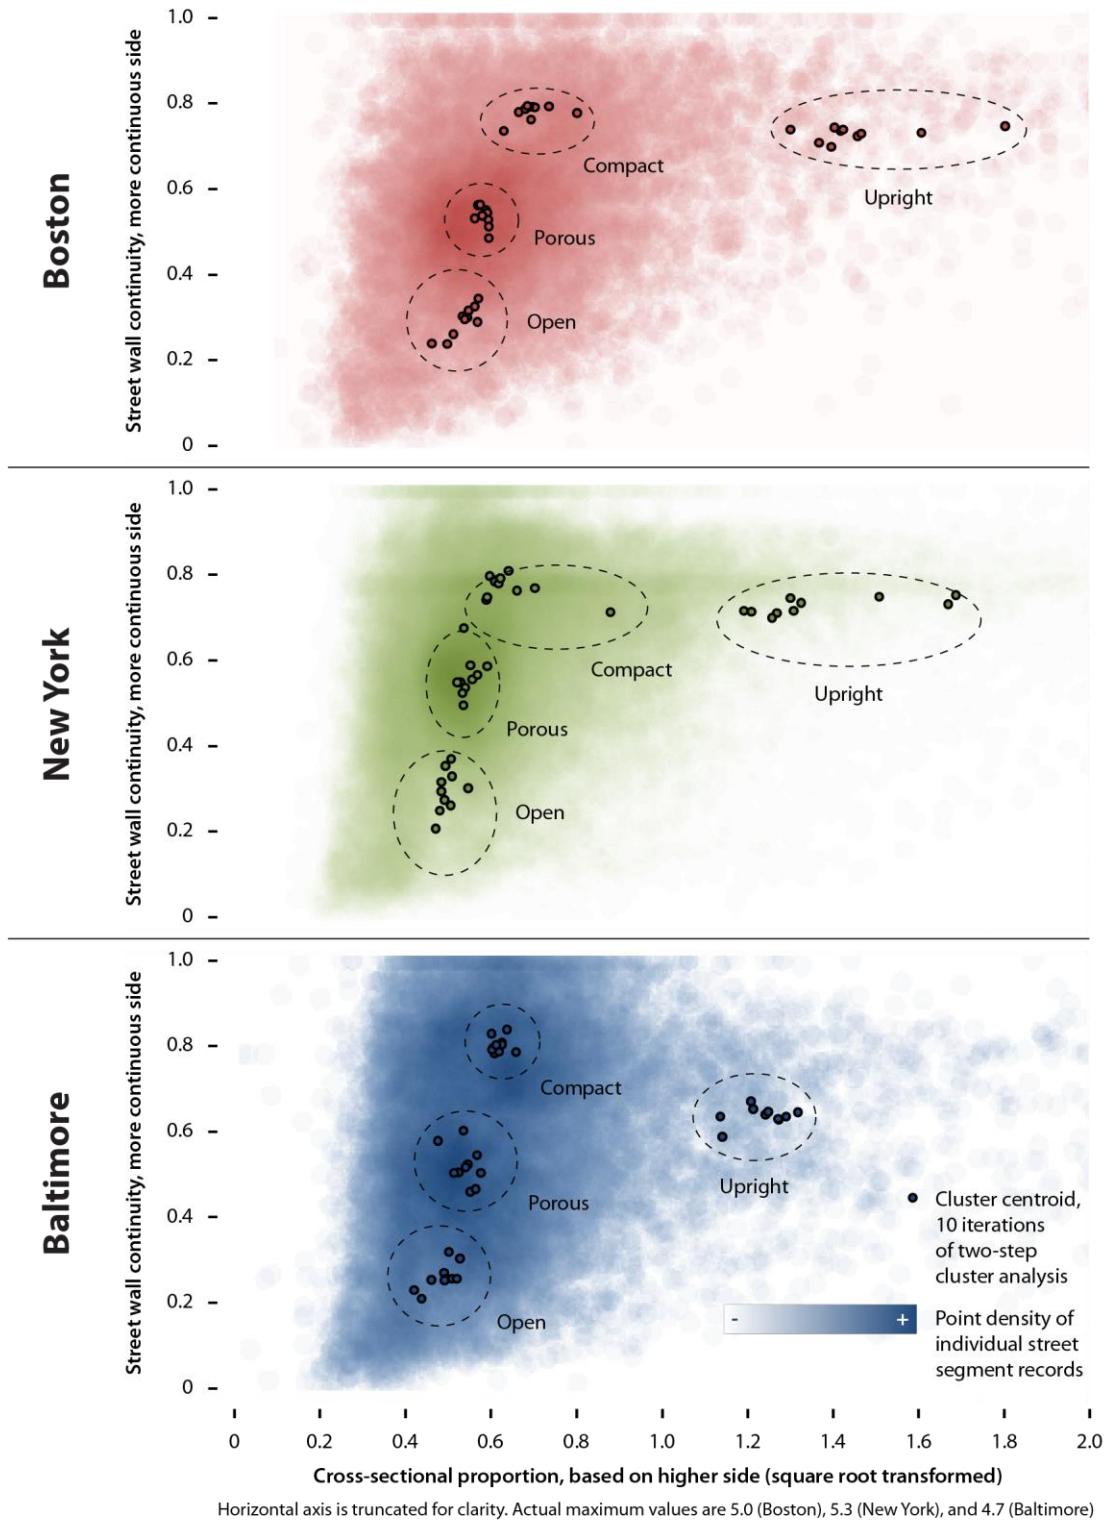 Boston
Street wall continuity, more continuous side
1.0
0.8
0.6
0.4
0.2
0
Compact
Upright
Porous
Open
New York
Street wall continuity, more continuous side
1.0
0.8
0.6
0.4
0.2
0
Compact
Upright
Porous
Open
Baltimore
Street wall continuity, more continuous side
1.0
0.8
0.6
0.4
0.2
0
Compact
Upright
Porous
Open
Cluster centroid,
10 iterations
of two-step
cluster analysis
- +
Point density of
individual street
segment records
0 0.2 0.4 0.6 0.8 1.0 1.2 1.4 1.6 1.8 2.0
Cross-sectional proportion, based on higher side (square root transformed)
Horizontal axis is truncated for clarity. Actual maximum values are 5.0 (Boston), 5.3 (New York), and 4.7 (Baltimore)